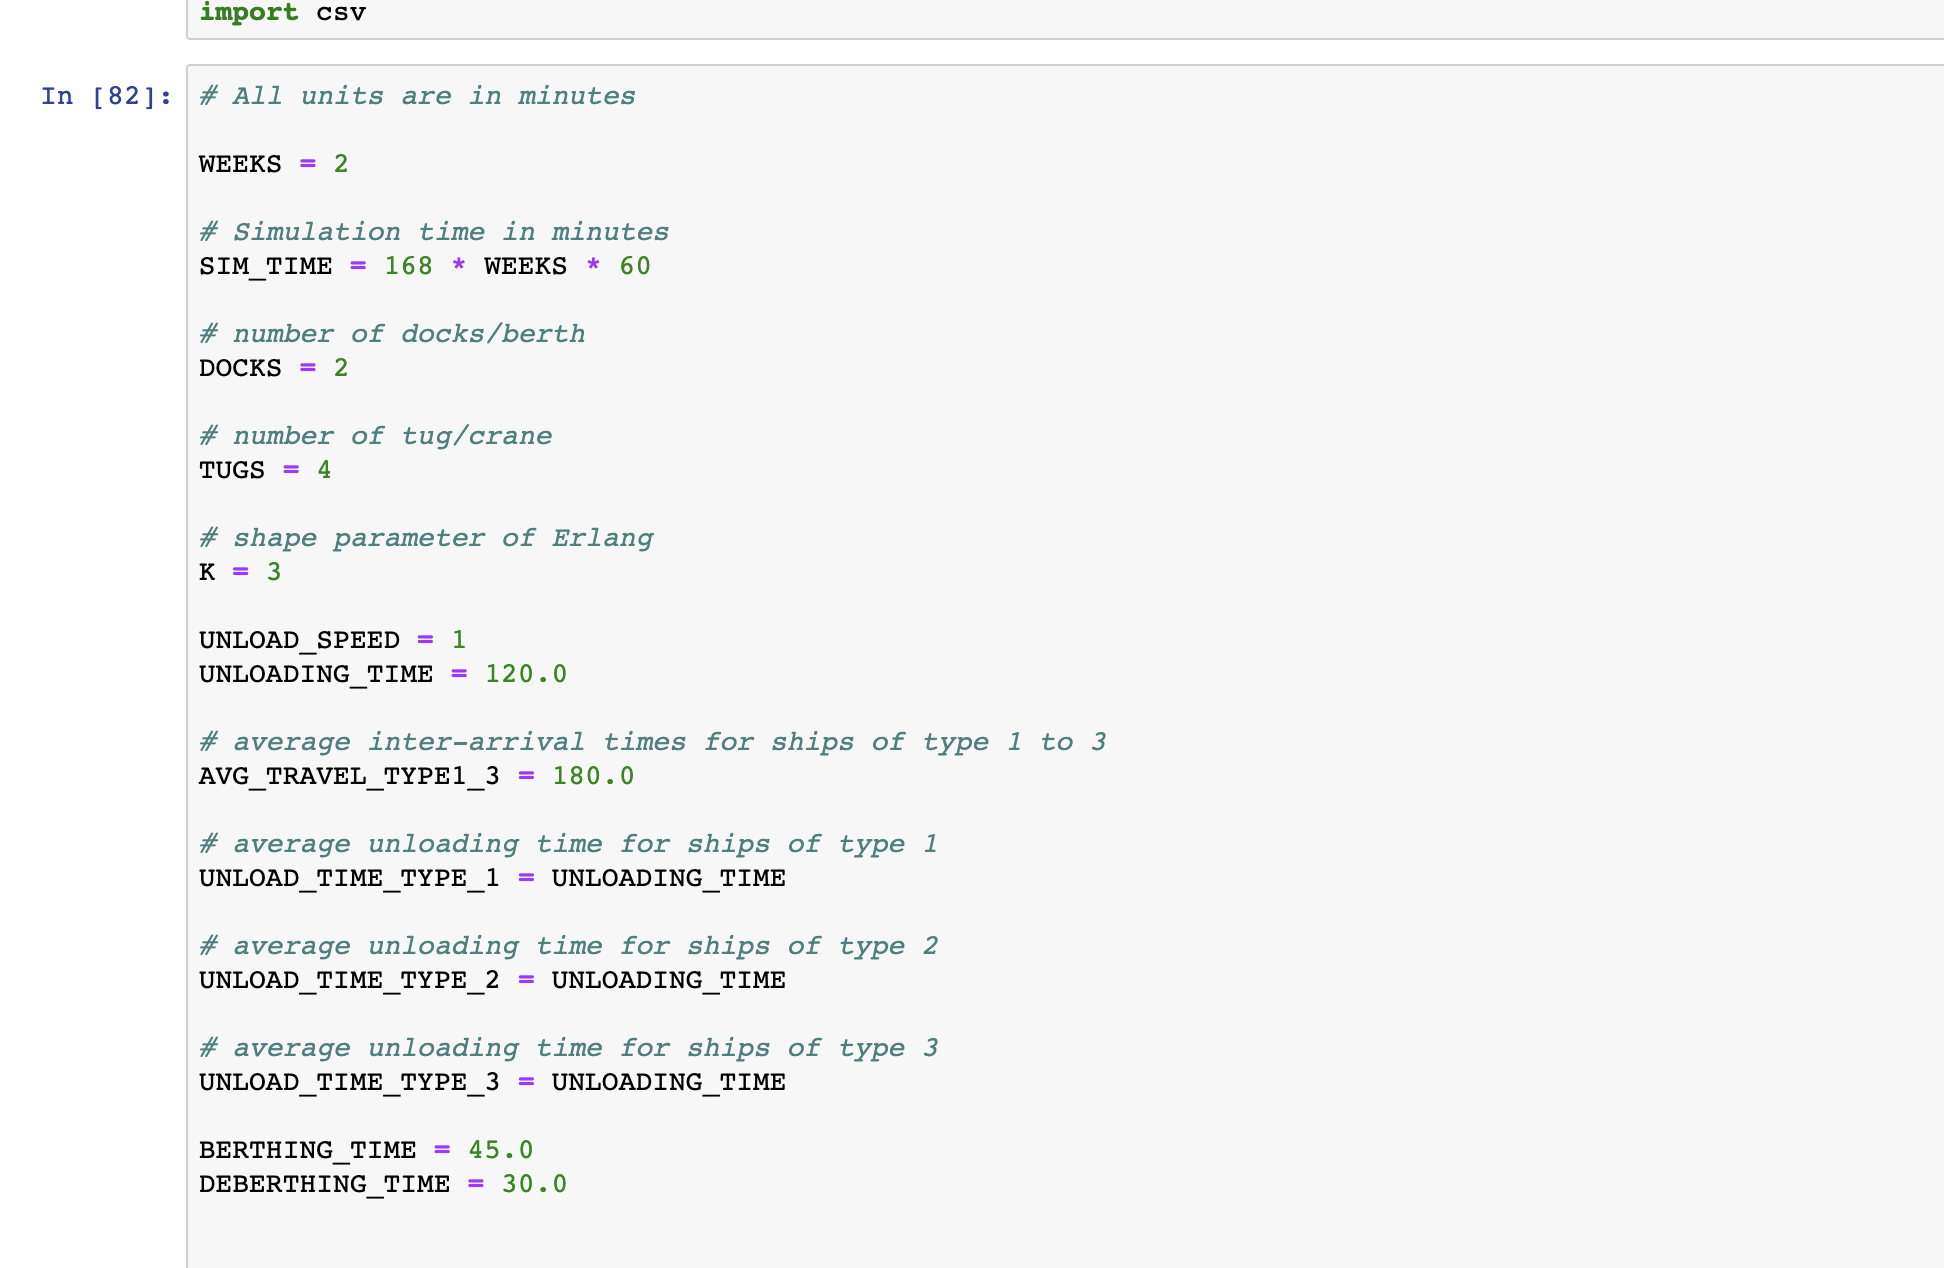 import csv
In [82]:
# All units are in minutes
WEEKS = 2
# Simulation time in minutes
SIM_TIME = 168 * WEEKS * 60
# number of docks/berth
DOCKS = 2
# number of tug/crane
TUGS = 4
# shape parameter of Erlang
K = 3
UNLOAD_SPEED = 1
UNLOADING_TIME = 120.0
# average inter-arrival times for ships of type 1 to 3
AVG_TRAVEL_TYPE1_3 = 180.0
# average unloading time for ships of type 1
UNLOAD_TIME_TYPE_1 = UNLOADING_TIME
# average unloading time for ships of type 2
UNLOAD_TIME_TYPE_2 = UNLOADING_TIME
# average unloading time for ships of type 3
UNLOAD_TIME_TYPE_3 = UNLOADING_TIME
BERTHING_TIME = 45.0
DEBERTHING_TIME = 30.0